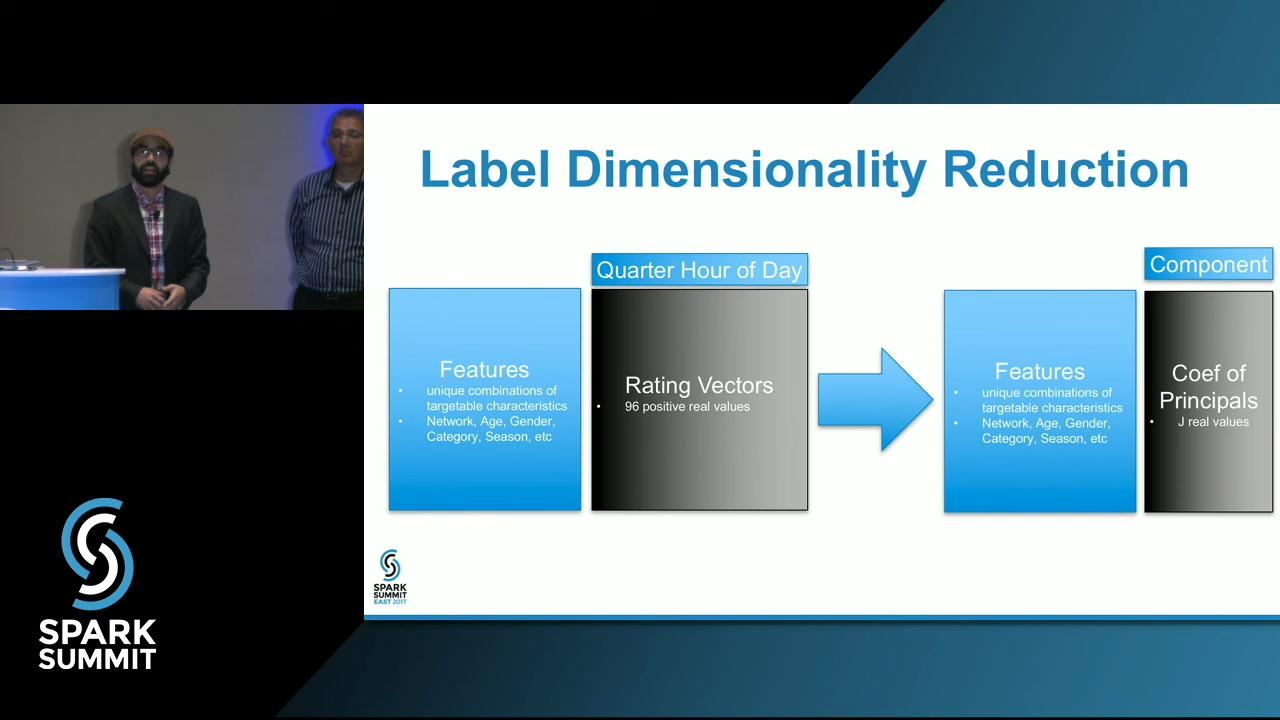 Label Dimensionality Reduction
Quarter Hour of Day
Component
Features
• unique combinations of
targetable characteristics
• Network, Age, Gender,
Category, Season, etc
Rating Vectors
• 96 positive real values
Features
• unique combinations of
targetable characteristics
• Network, Age, Gender,
Category, Season, etc
Coef of
Principals
• J real values
SPARK
SUMMIT
EAST 2017
SPARK
SUMMIT